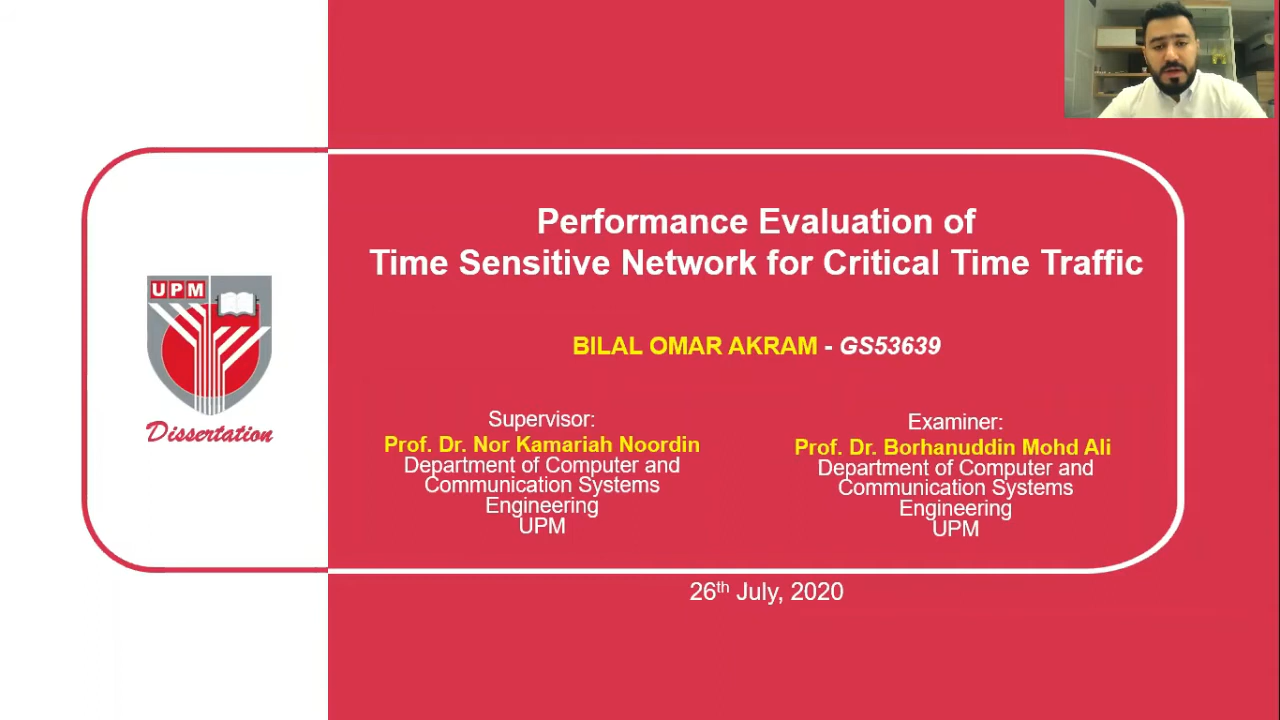 UPM
Dissertation
Performance Evaluation of
Time Sensitive Network for Critical Time Traffic
BILAL OMAR AKRAM - GS53639
Supervisor:
Prof. Dr. Nor Kamariah Noordin
Department of Computer and
Communication Systems
Engineering
UPM
Examiner:
Prof. Dr. Borhanuddin Mohd Ali
Department of Computer and
Communication Systems
Engineering
UPM
26th July, 2020